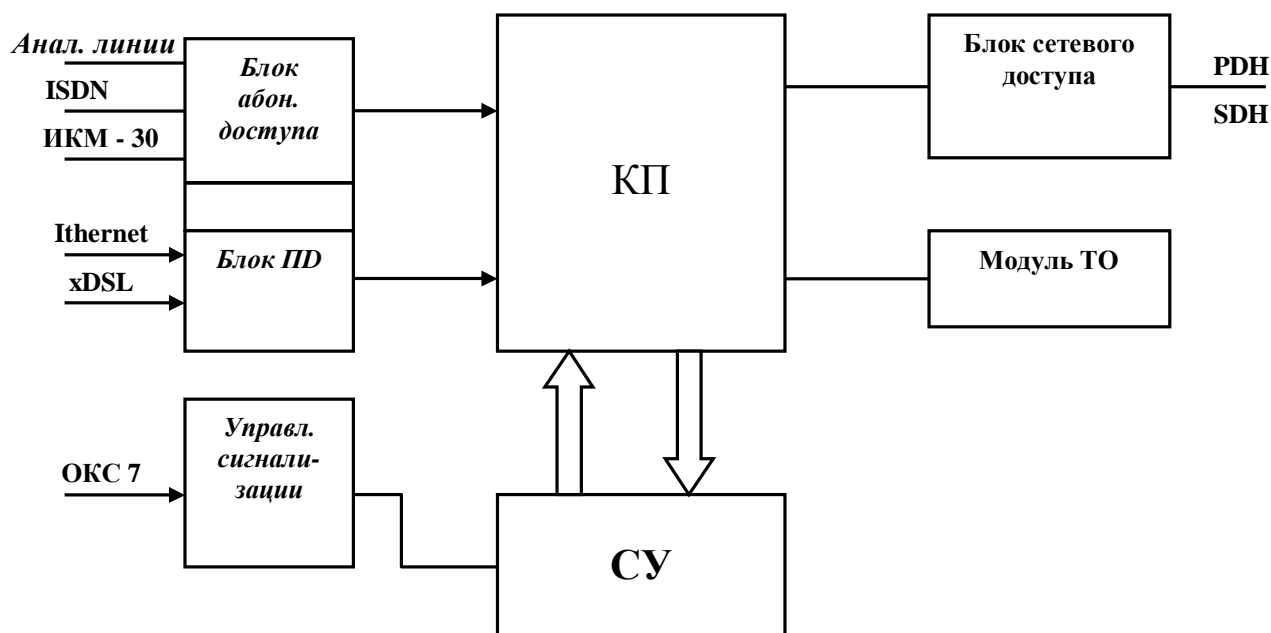 Анал. линии
ISDN
ИКМ - 30
Ithernet
xDSL
ОКС 7
Блок
абон.
доступа
Блок ПD
Управл.
сигнали-
зации
КП
СУ
Блок сетевого
доступа
Модуль ТО
PDH
SDH